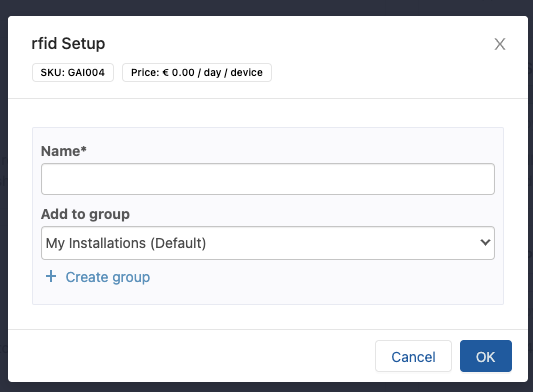 rfid Setup
SKU: GAI004
Price: € 0.00 / day / device
Name*
Add to group
My Installations (Default)
+ Create group
Cancel
OK